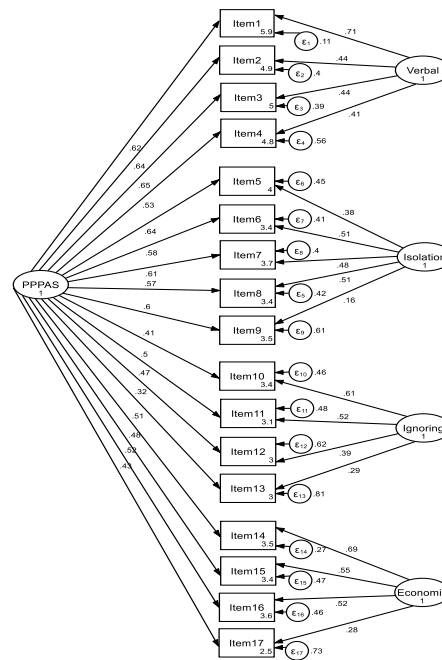 Item1
5.9
ε1 .11
.71
Item2
4.9
ε2 .4
.44
Verbal
1
Item3
5
ε3 .39
.44
Item4
4.8
ε4 .56
.41
.62
.64
.65
.53
.64
.58
.61
.57
.6
.41
.5
.47
.32
.51
.48
.52
.43
PPPAS
1
Item5
4
ε6 .45
.38
Item6
3.4
ε7 .41
.51
Item7
3.7
ε8 .4
.48
Isolation
1
Item8
3.4
ε5 .42
.51
Item9
3.5
ε9 .61
.16
Item10
3.4
ε10 .46
.61
Item11
3.1
ε11 .48
.52
Ignoring
1
Item12
3
ε12 .62
.39
Item13
3
ε13 .81
.29
Item14
3.5
ε14 .27
.69
Item15
3.4
ε15 .47
.55
Economi
1
Item16
3.6
ε16 .46
.52
Item17
2.5
ε17 .73
.28